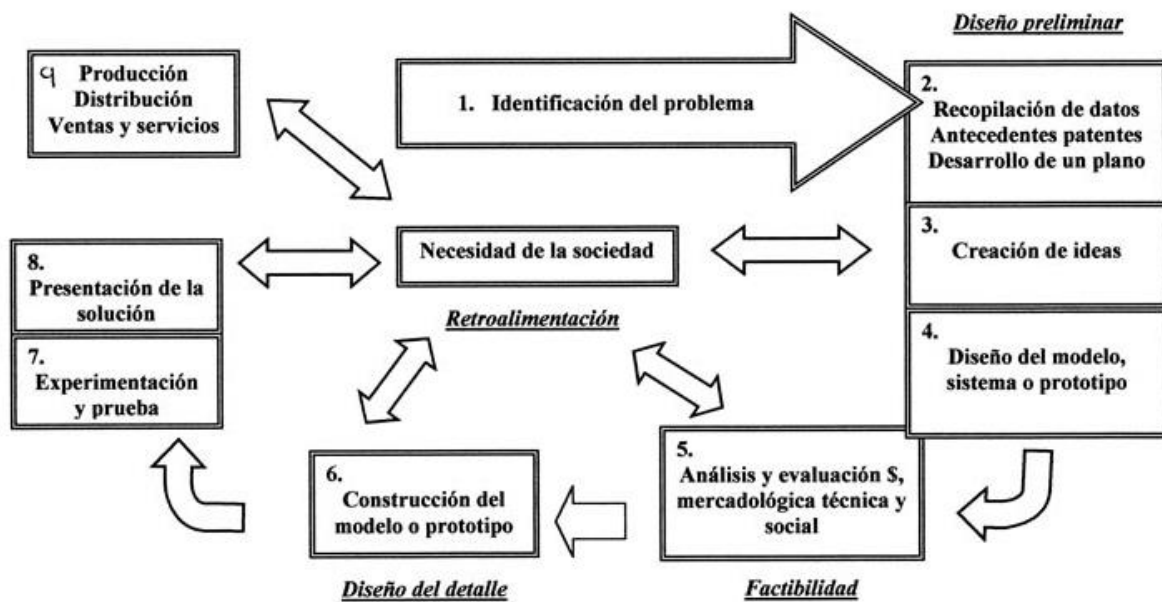 Diseño preliminar
9 Producción
Distribución
Ventas y servicios
1. Identificación del problema
2.
Recopilación de datos
Antecedentes patentes
Desarrollo de un plano
3.
Creación de ideas
4.
Diseño del modelo,
sistema o prototipo
Necesidad de la sociedad
Retroalimentación
8.
Presentación de la
solución
7.
Experimentación
y prueba
6.
Construcción del
modelo o prototipo
Diseño del detalle
5.
Análisis y evaluación $,
mercadológica técnica y
social
Factibilidad